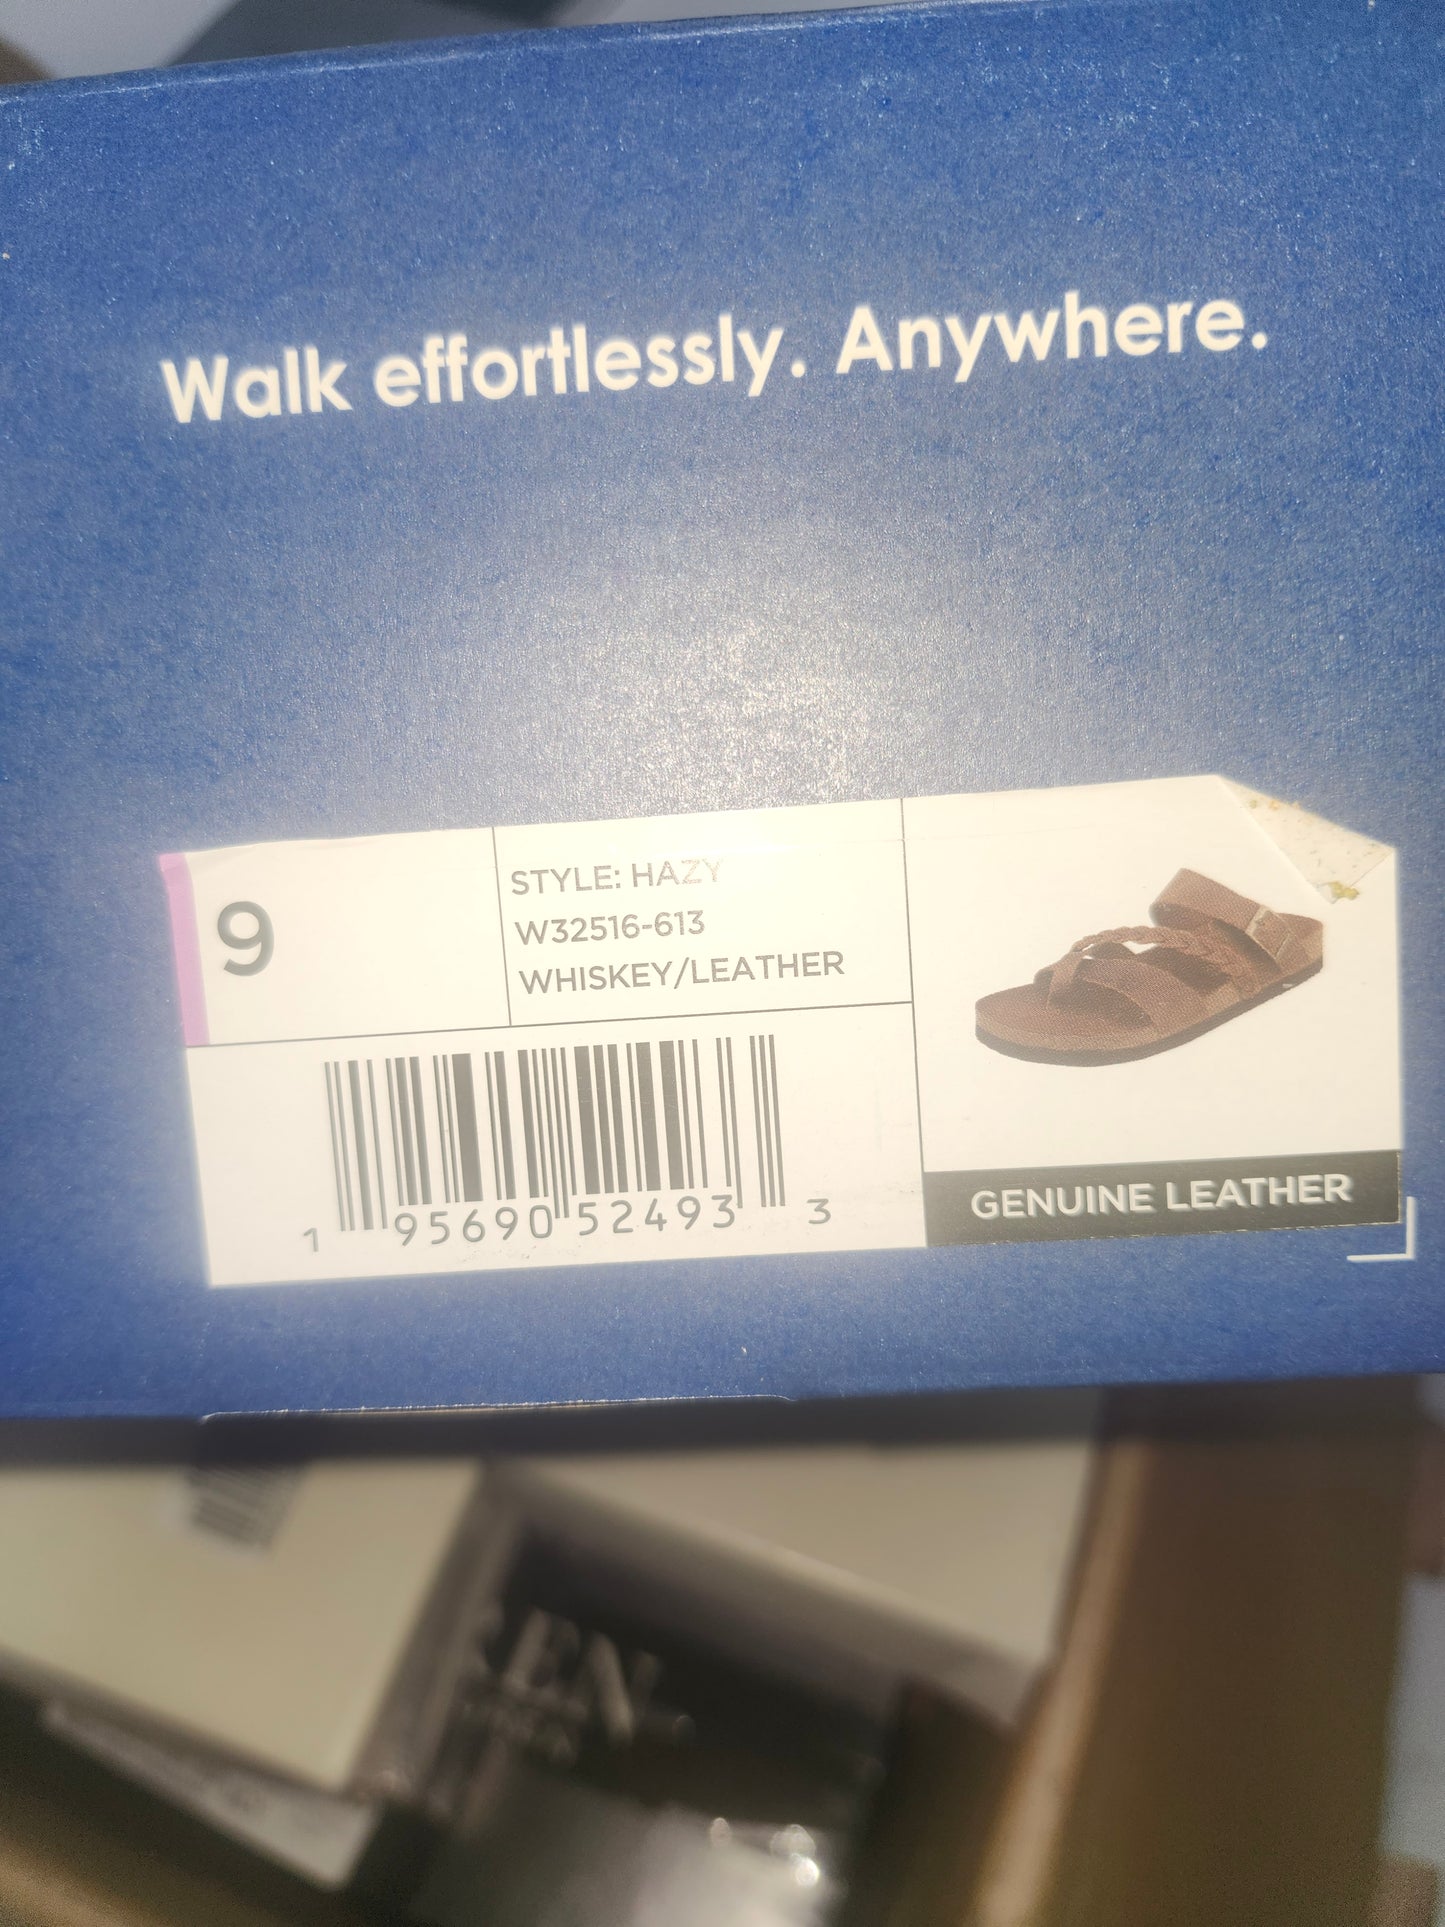 Walk effortlessly. Anywhere.
9
STYLE: HAZY
W32516-613
WHISKEY/LEATHER
1 95690 52493 3
GENUINE LEATHER